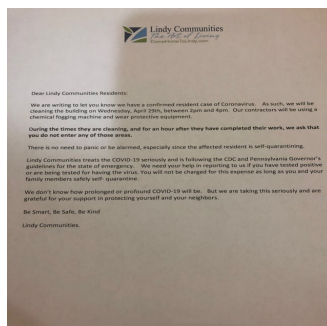 Lindy Communities
The Art of Living
Dear Lindy Communities Residents:
We are writing to let you know we have a confirmed resident case of Coronavirus. As such, we will be
cleaning the building on Wednesday, April 29th, between 2pm and 4pm. Our contractors will be using a
chemical fogging machine and wear protective equipment.
During the times they are cleaning, and for an hour after they have completed their work, we ask that
you do not enter any of those areas.
There is no need to panic or be alarmed, especially since the affected resident is self-quarantining.
Lindy Communities treats the COVID-19 seriously and is following the CDC and Pennsylvania Governor's
guidelines for the state of emergency. We need your help in reporting to us if you have tested positive
or are being tested for having the virus. You will not be charged for this expense as long as you and your
family members safely self- quarantine.
We don't know how prolonged or profound COVID-19 will be. But we are taking this seriously and are
grateful for your support in protecting yourself and your neighbors.
Be Smart, Be Safe, Be Kind
Lindy Communities.